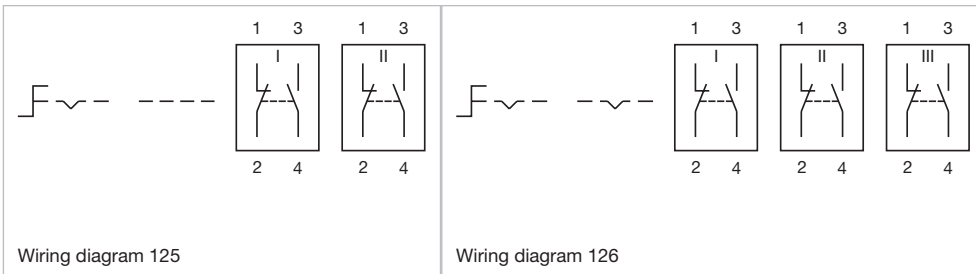 1 3 1 3
I II
2 4 2 4
Wiring diagram 125
1 3 1 3 1 3
I II III
2 4 2 4 2 4
Wiring diagram 126